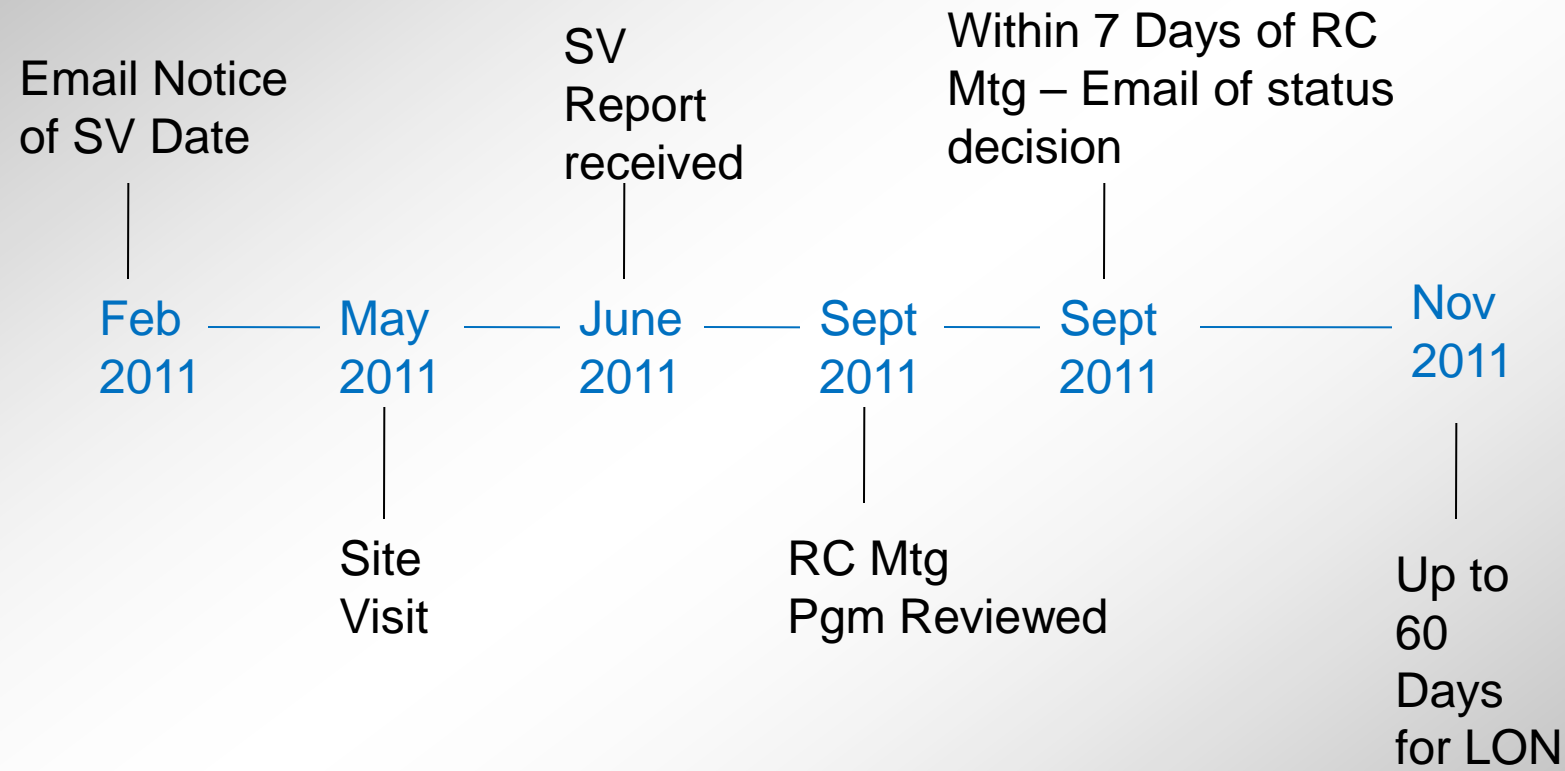 Email Notice
of SV Date
SV
Report
received
Within 7 Days of RC
Mtg – Email of status
decision
Feb
2011
May
2011
June
2011
Sept
2011
Sept
2011
Nov
2011
Site
Visit
RC Mtg
Pgm Reviewed
Up to
60
Days
for LON